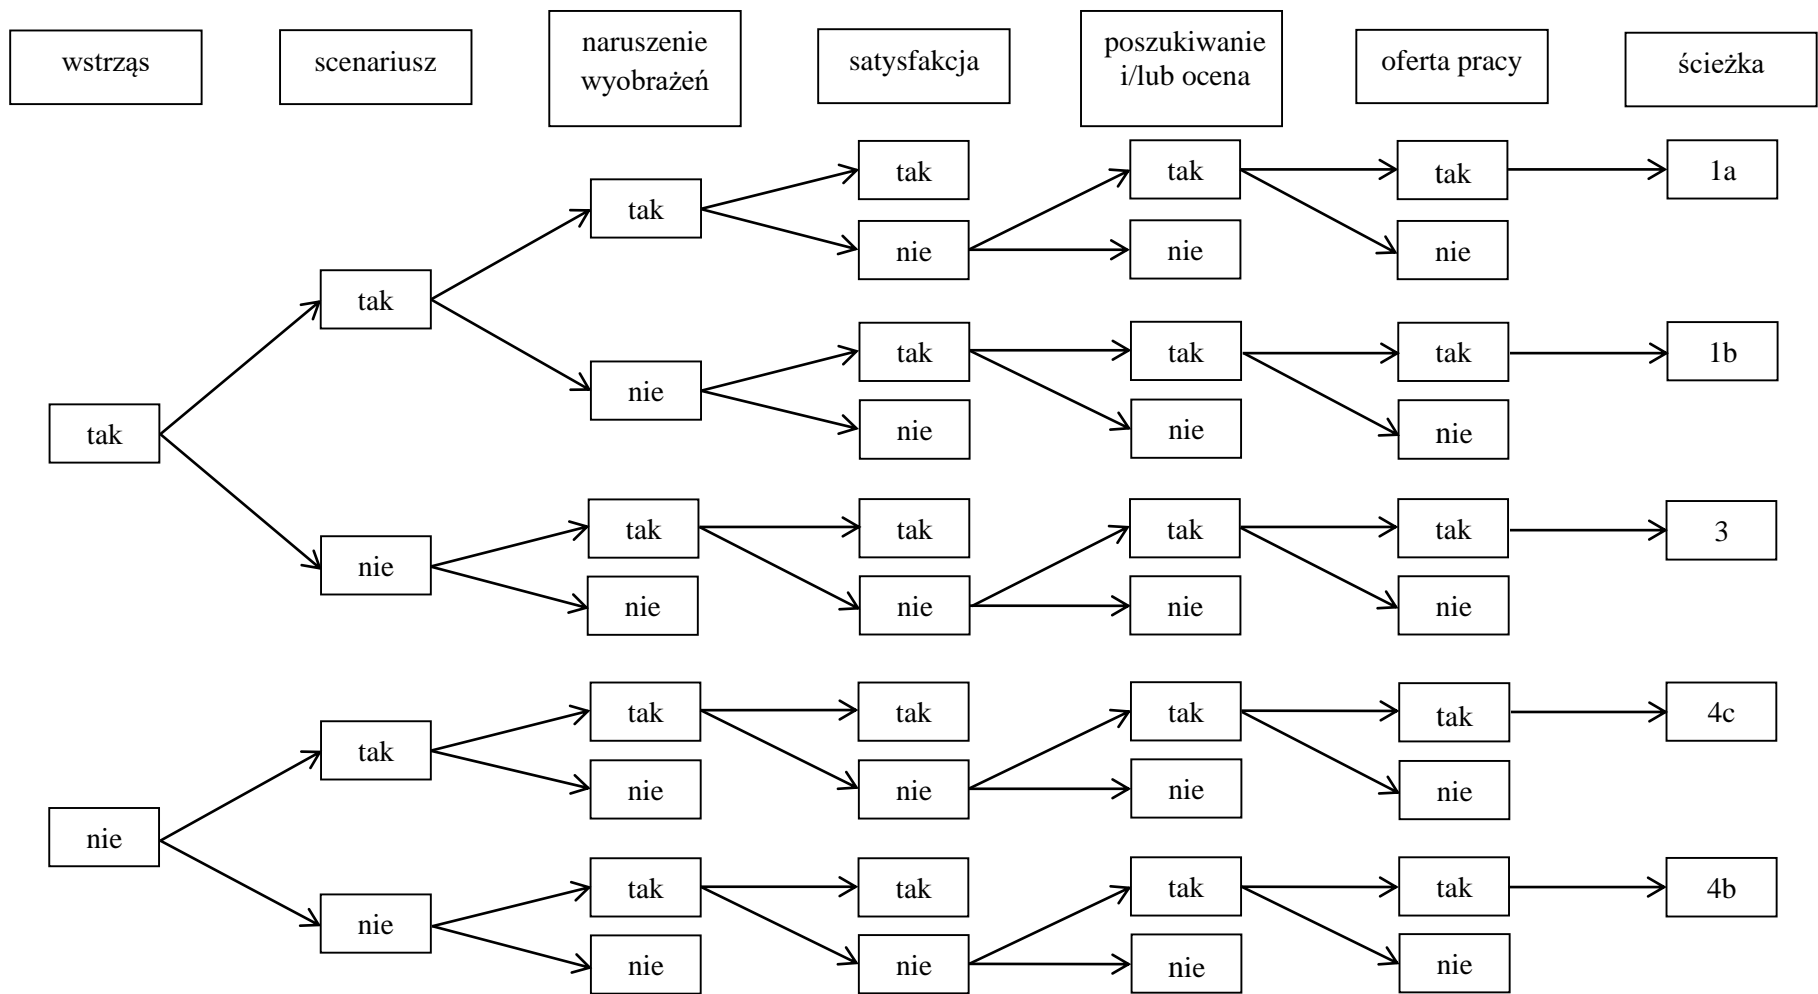 wstrząs
scenariusz
naruszenie
wyobrażeń
satysfakcja
poszukiwanie
i/lub ocena
oferta pracy
ścieżka
tak
tak
tak
1a
tak
nie
nie
nie
tak
tak
tak
tak
1b
nie
tak
nie
nie
nie
tak
tak
tak
tak
3
nie
nie
nie
nie
nie
tak
tak
tak
tak
4c
tak
nie
nie
nie
nie
nie
tak
tak
tak
tak
4b
nie
nie
nie
nie
nie